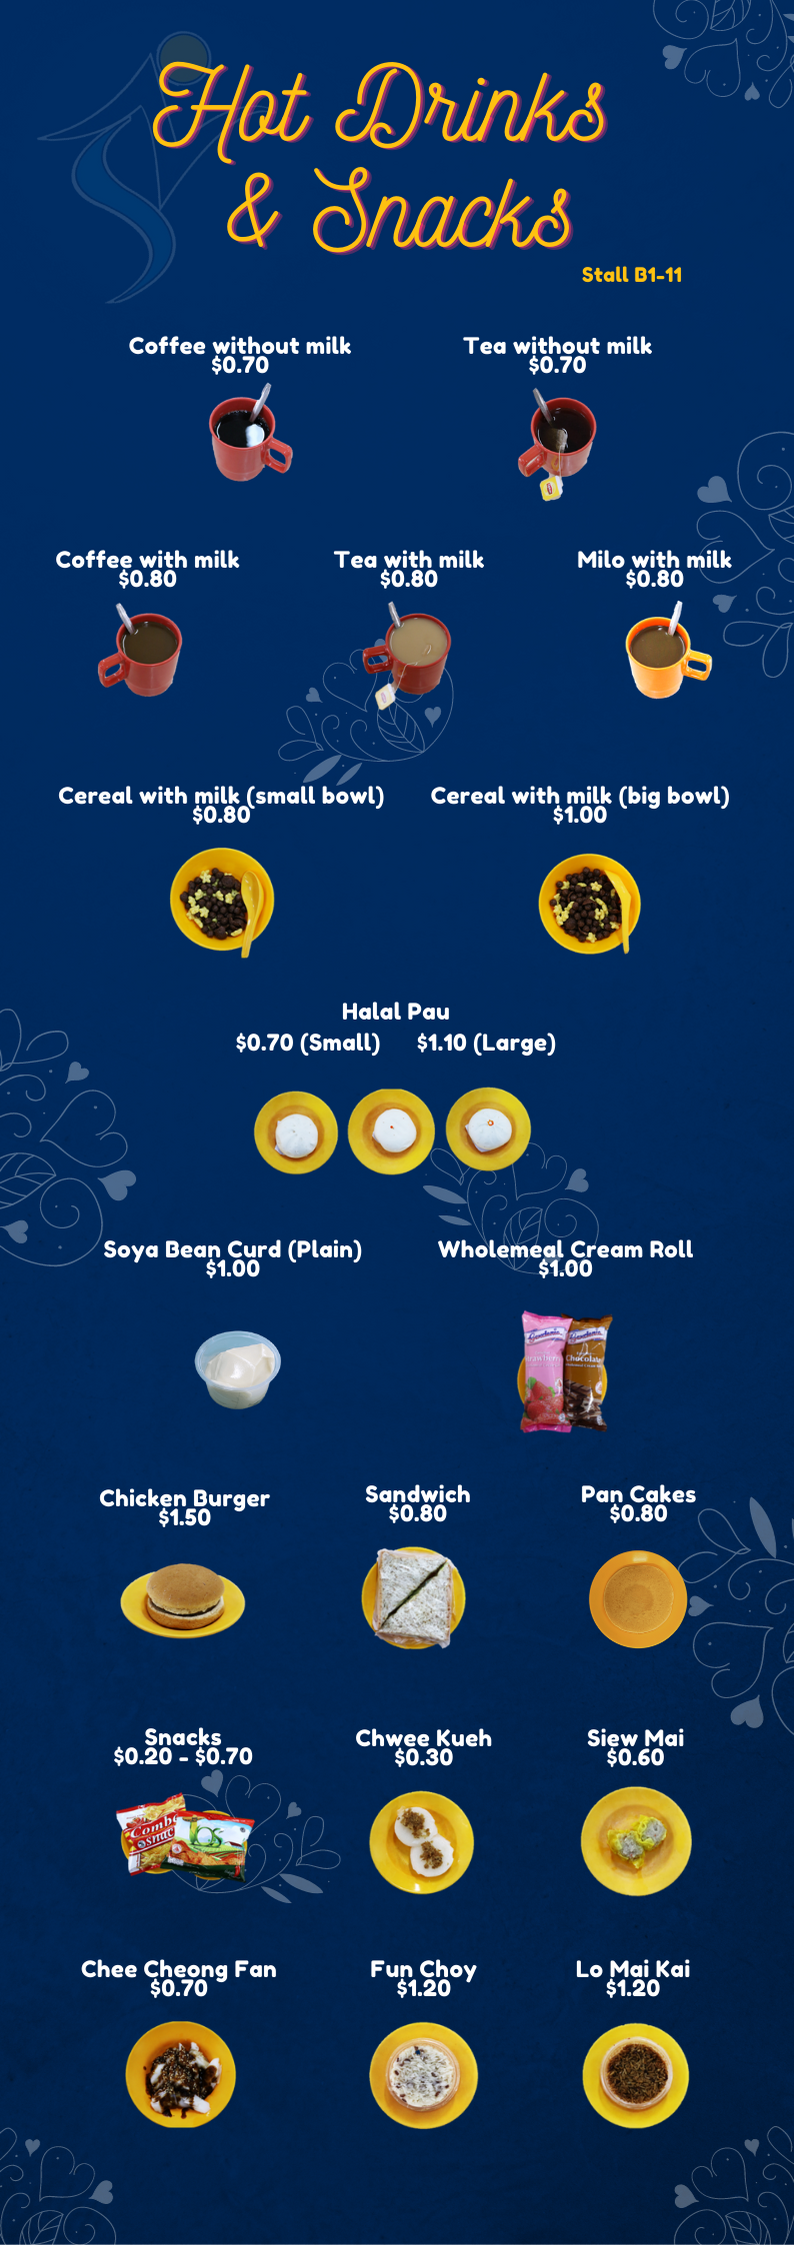 Hot Drinks
& Snacks
Stall B1-11
Coffee without milk
$0.70
Tea without milk
$0.70
Coffee with milk
$0.80
Tea with milk
$0.80
Milo with milk
$0.80
Cereal with milk (small bowl)
$0.80
Cereal with milk (big bowl)
$1.00
Halal Pau
$0.70 (Small) $1.10 (Large)
Soya Bean Curd (Plain)
$1.00
Wholemeal Cream Roll
$1.00
Gardenia
Gardenia
Chocolate
Chicken Burger
$1.50
Sandwich
$0.80
Pan Cakes
$0.80
Snacks
$0.20 - $0.70
Chwee Kueh
$0.30
Siew Mai
$0.60
Chee Cheong Fan
$0.70
Fun Choy
$1.20
Lo Mai Kai
$1.20